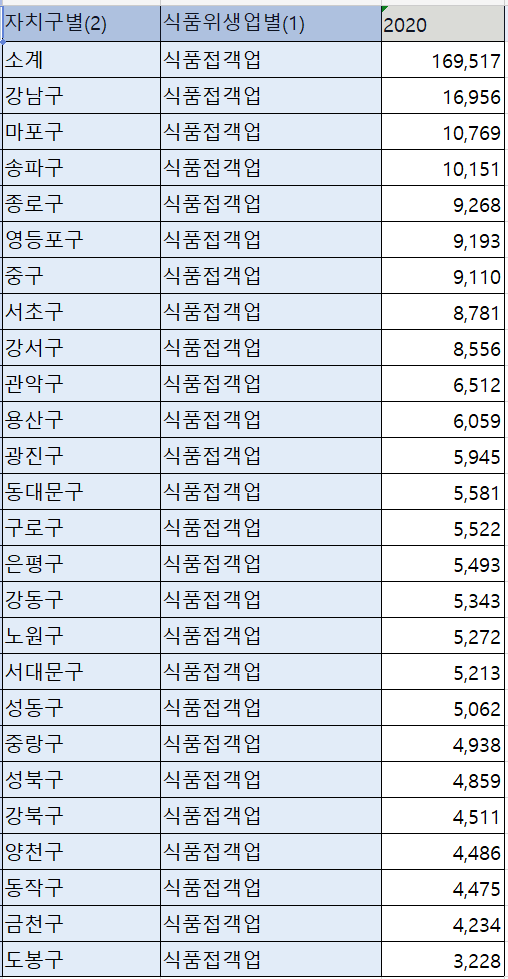 자치구별(2) 식품위생업별(1) 2020
소계 식품접객업 169,517
강남구 식품접객업 16,956
마포구 식품접객업 10,769
송파구 식품접객업 10,151
종로구 식품접객업 9,268
영등포구 식품접객업 9,193
중구 식품접객업 9,110
서초구 식품접객업 8,781
강서구 식품접객업 8,556
관악구 식품접객업 6,512
용산구 식품접객업 6,059
광진구 식품접객업 5,945
동대문구 식품접객업 5,581
구로구 식품접객업 5,522
은평구 식품접객업 5,493
강동구 식품접객업 5,343
노원구 식품접객업 5,272
서대문구 식품접객업 5,213
성동구 식품접객업 5,062
중랑구 식품접객업 4,938
성북구 식품접객업 4,859
강북구 식품접객업 4,511
양천구 식품접객업 4,486
동작구 식품접객업 4,475
금천구 식품접객업 4,234
도봉구 식품접객업 3,228